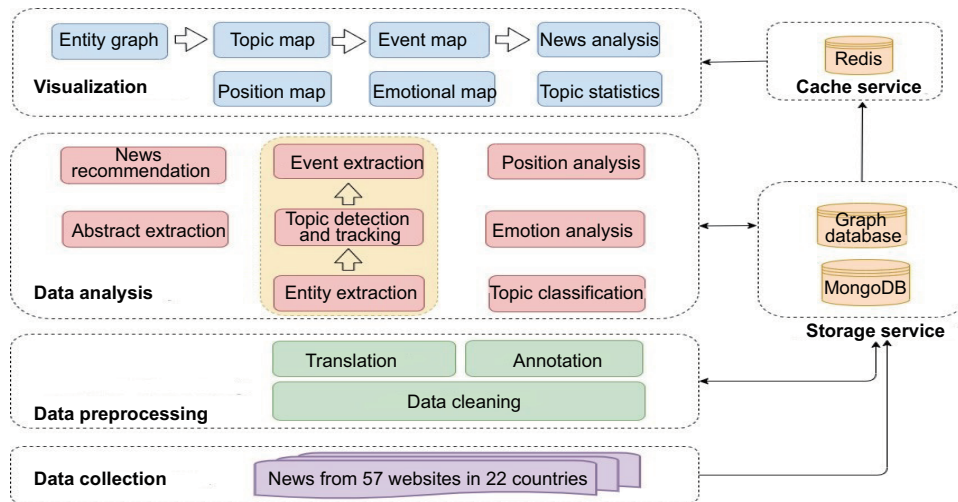 Entity graph
Topic map
Event map
News analysis
Visualization
Position map
Emotional map
Topic statistics
Redis
Cache service
News
recommendation
Event extraction
Position analysis
Abstract extraction
Topic detection
and tracking
Emotion analysis
Data analysis
Entity extraction
Topic classification
Graph
database
MongoDB
Storage service
Translation
Annotation
Data preprocessing
Data cleaning
Data collection
News from 57 websites in 22 countries